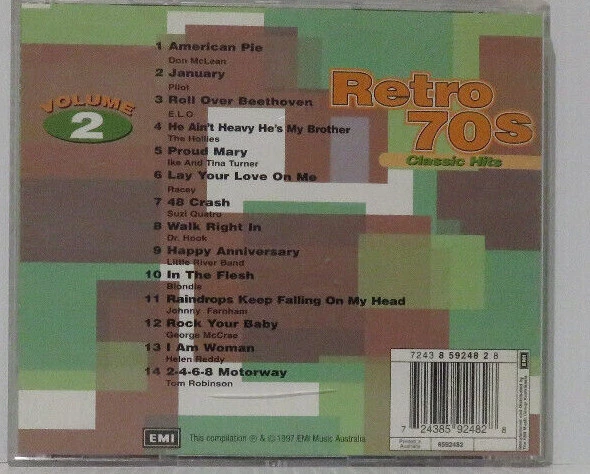 VOLUME
2
Retro
70s
Classic Hits
1 American Pie
Don McLean
2 January
Pilot
3 Roll Over Beethoven
E.L.O
4 He Ain't Heavy He's My Brother
The Hollies
5 Proud Mary
Ike And Tina Turner
6 Lay Your Love On Me
Racey
7 48 Crash
Suzi Quatro
8 Walk Right In
Dr. Hook
9 Happy Anniversary
Little River Band
10 In The Flesh
Blondie
11 Raindrops Keep Falling On My Head
Johnny Farnham
12 Rock Your Baby
George McCrae
13 I Am Woman
Helen Reddy
14 2-4-6-8 Motorway
Tom Robinson
EMI
This compilation ℗ & © 1997 EMI Music Australia
7243 8 59248 2 8
7 24385 92482 8
Printed in
Australia
8592482
EMI